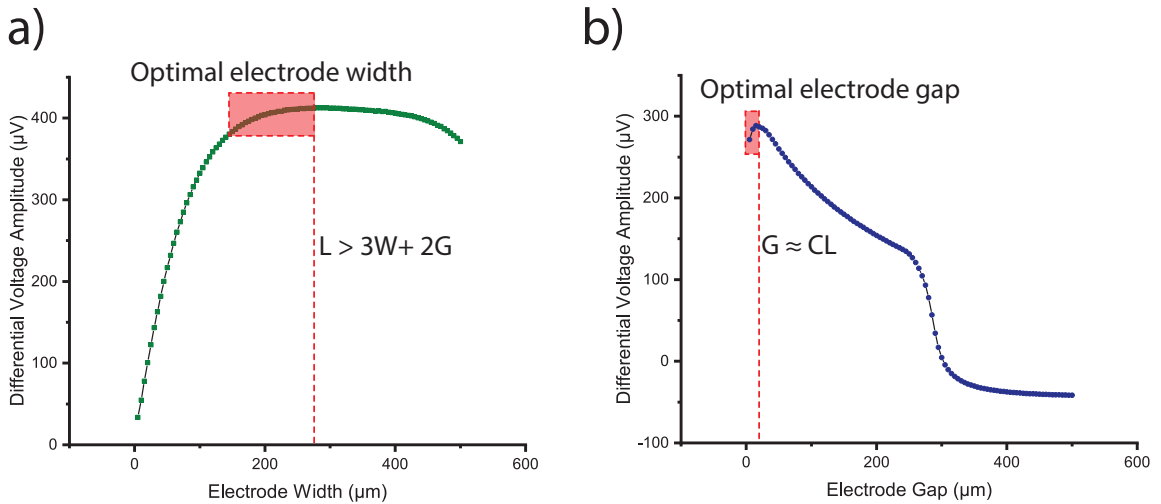 a)
Optimal electrode width
Differential Voltage Amplitude (µV)
400
300
200
100
0
L > 3W+ 2G
0
200
400
600
Electrode Width (µm)
b)
Optimal electrode gap
Differential Voltage Amplitude (µV)
300
200
100
0
-100
G ≈ CL
0
200
400
600
Electrode Gap (µm)